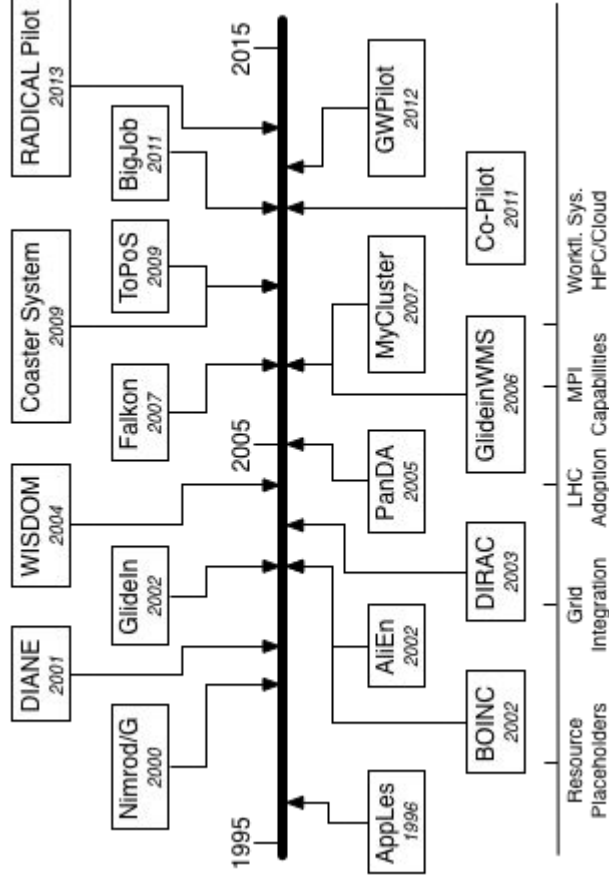 DIANE
2001
WISDOM
2004
Coaster System
2009
RADICAL Pilot
2013
Nimrod/G
2000
GlideIn
2002
Falkon
2007
ToPoS
2009
BigJob
2011
1995
2005
2015
AppLes
1996
AliEn
2002
PanDA
2005
MyCluster
2007
GWPilot
2012
BOINC
2002
DIRAC
2003
GlideinWMS
2006
Co-Pilot
2011
Resource
Placeholders
Grid
Integration
LHC
Adoption
MPI
Capabilities
Workfl. Sys.
HPC/Cloud